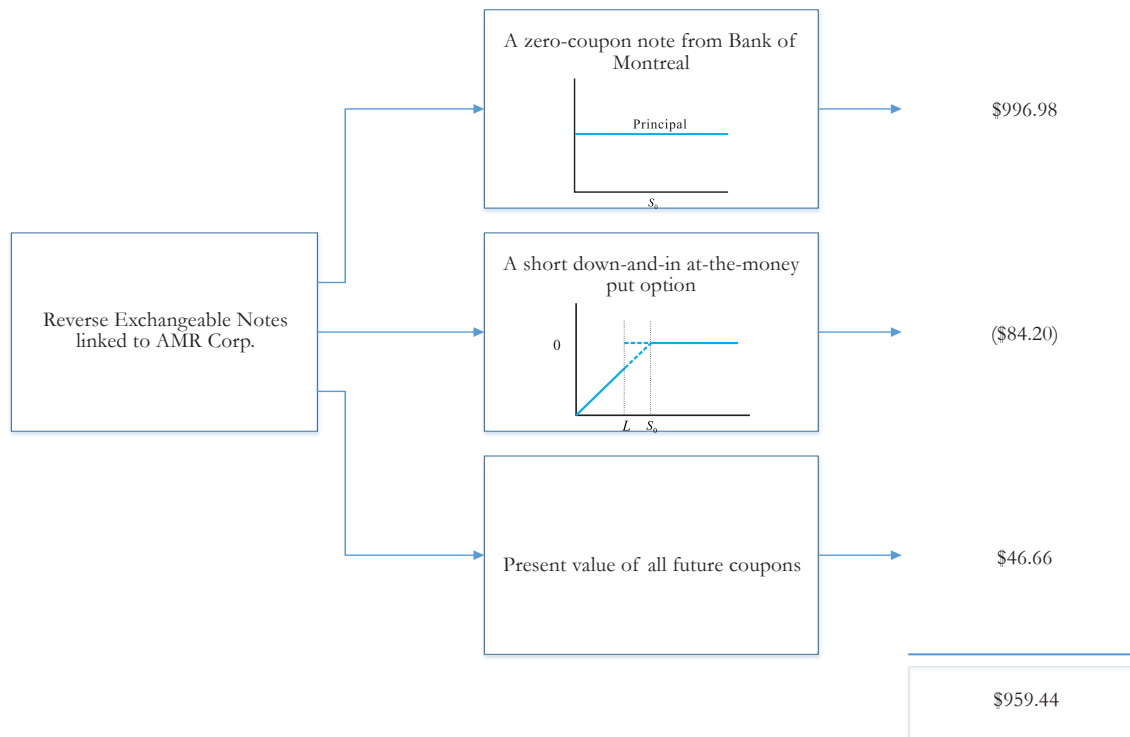 A zero-coupon note from Bank of
Montreal
Principal
S₀
$996.98
Reverse Exchangeable Notes
linked to AMR Corp.
A short down-and-in at-the-money
put option
0
L S₀
($84.20)
Present value of all future coupons
$46.66
$959.44